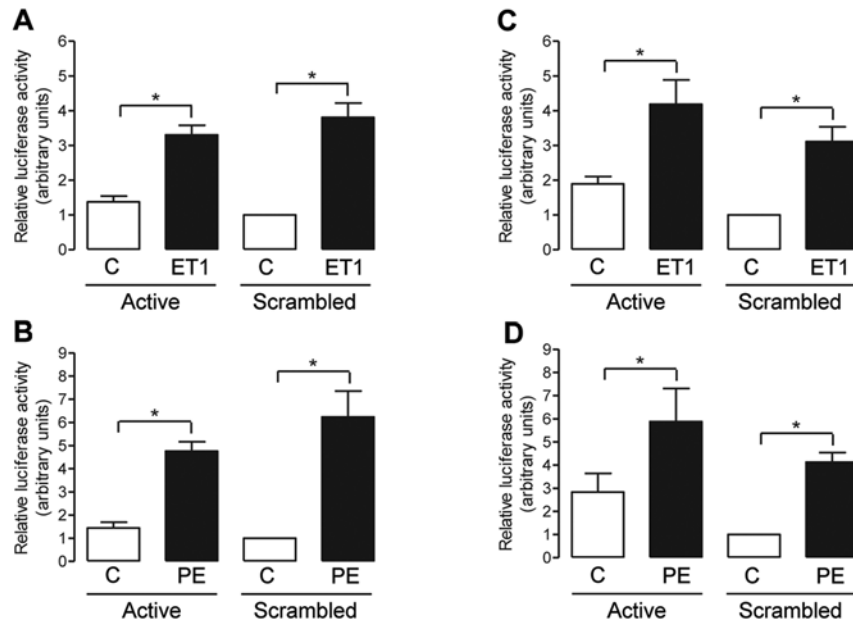 A
Relative luciferase activity
(arbitrary units)
6
5
4
3
2
1
0
*
*
C ET1 C ET1
Active Scrambled
B
Relative luciferase activity
(arbitrary units)
9
8
7
6
5
4
3
2
1
0
*
*
C PE C PE
Active Scrambled
C
Relative luciferase activity
(arbitrary units)
6
5
4
3
2
1
0
*
*
C ET1 C ET1
Active Scrambled
D
Relative luciferase activity
(arbitrary units)
9
8
7
6
5
4
3
2
1
0
*
*
C PE C PE
Active Scrambled